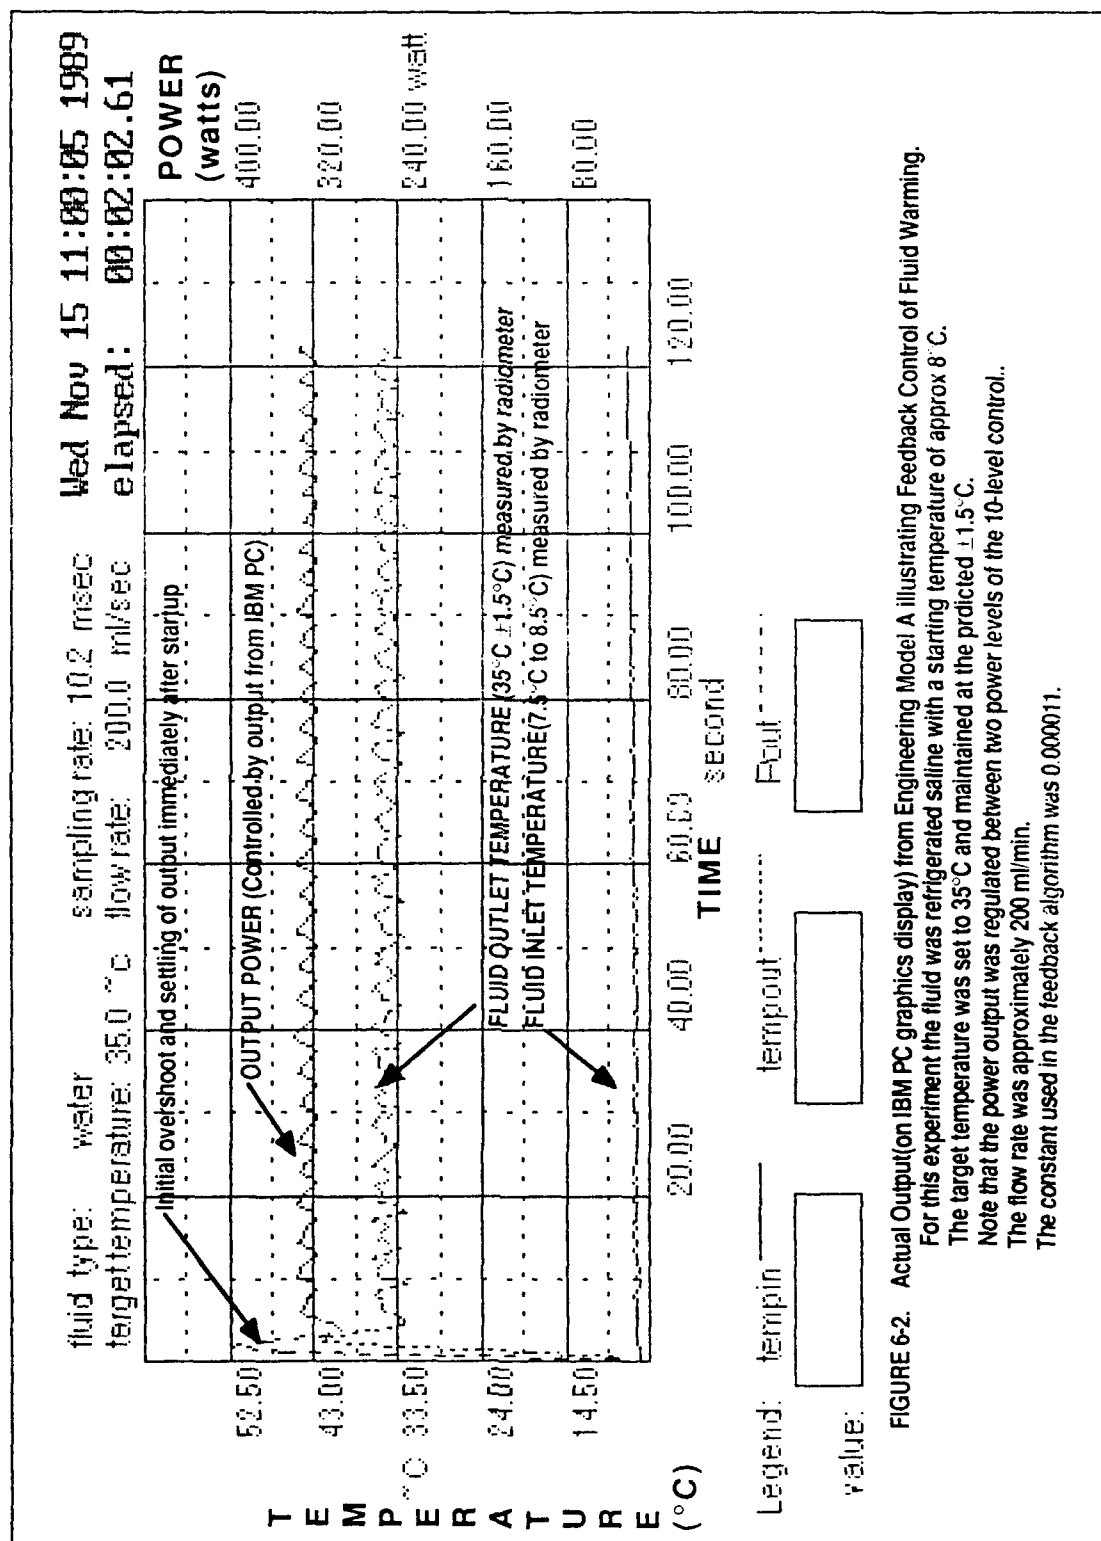 fluid type: water sampling rate: 10.2 msec Wed Nov 15 11:00:05 1989
targettemperature: 35.0 °c flowrate: 200.0 ml/sec elapsed: 00:02:02.61
POWER
(watts)
Initial overshoot and settling of output immediately after startup
OUTPUT POWER (Controlled by output from IBM PC)
FLUID OUTLET TEMPERATURE (35°C ±1.5°C) measured by radiometer
FLUID INLET TEMPERATURE(7.5°C to 8.5°C) measured by radiometer
52.50
43.00
°C 33.50
24.00
14.50
400.00
320.00
240.00 watt
160.00
80.00
TEMPERATURE
(°C)
20.00 40.00 60.00 80.00 100.00 120.00
TIME second
Legend: tempin tempout Pout
value:
FIGURE 6-2. Actual Output(on IBM PC graphics display) from Engineering Model A illustrating Feedback Control of Fluid Warming.
For this experiment the fluid was refrigerated saline with a starting temperature of approx 8°C.
The target temperature was set to 35°C and maintained at the prdicted ±1.5°C.
Note that the power output was regulated between two power levels of the 10-level control..
The flow rate was approximately 200 ml/min.
The constant used in the feedback algorithm was 0.000011.